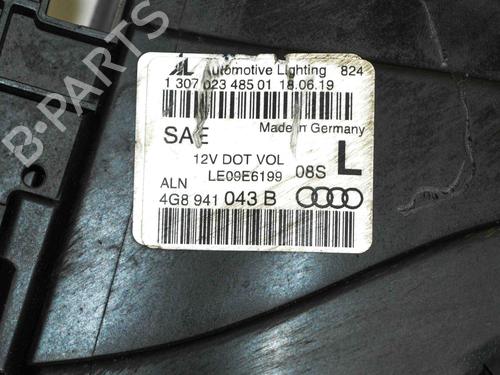 AL Automotive Lighting 824
1 307 023 485 01 18.06.19
SAE Made in Germany
12V DOT VOL
LE09E6199 08S L
ALN
4G8 941 043 B
B-PARTS